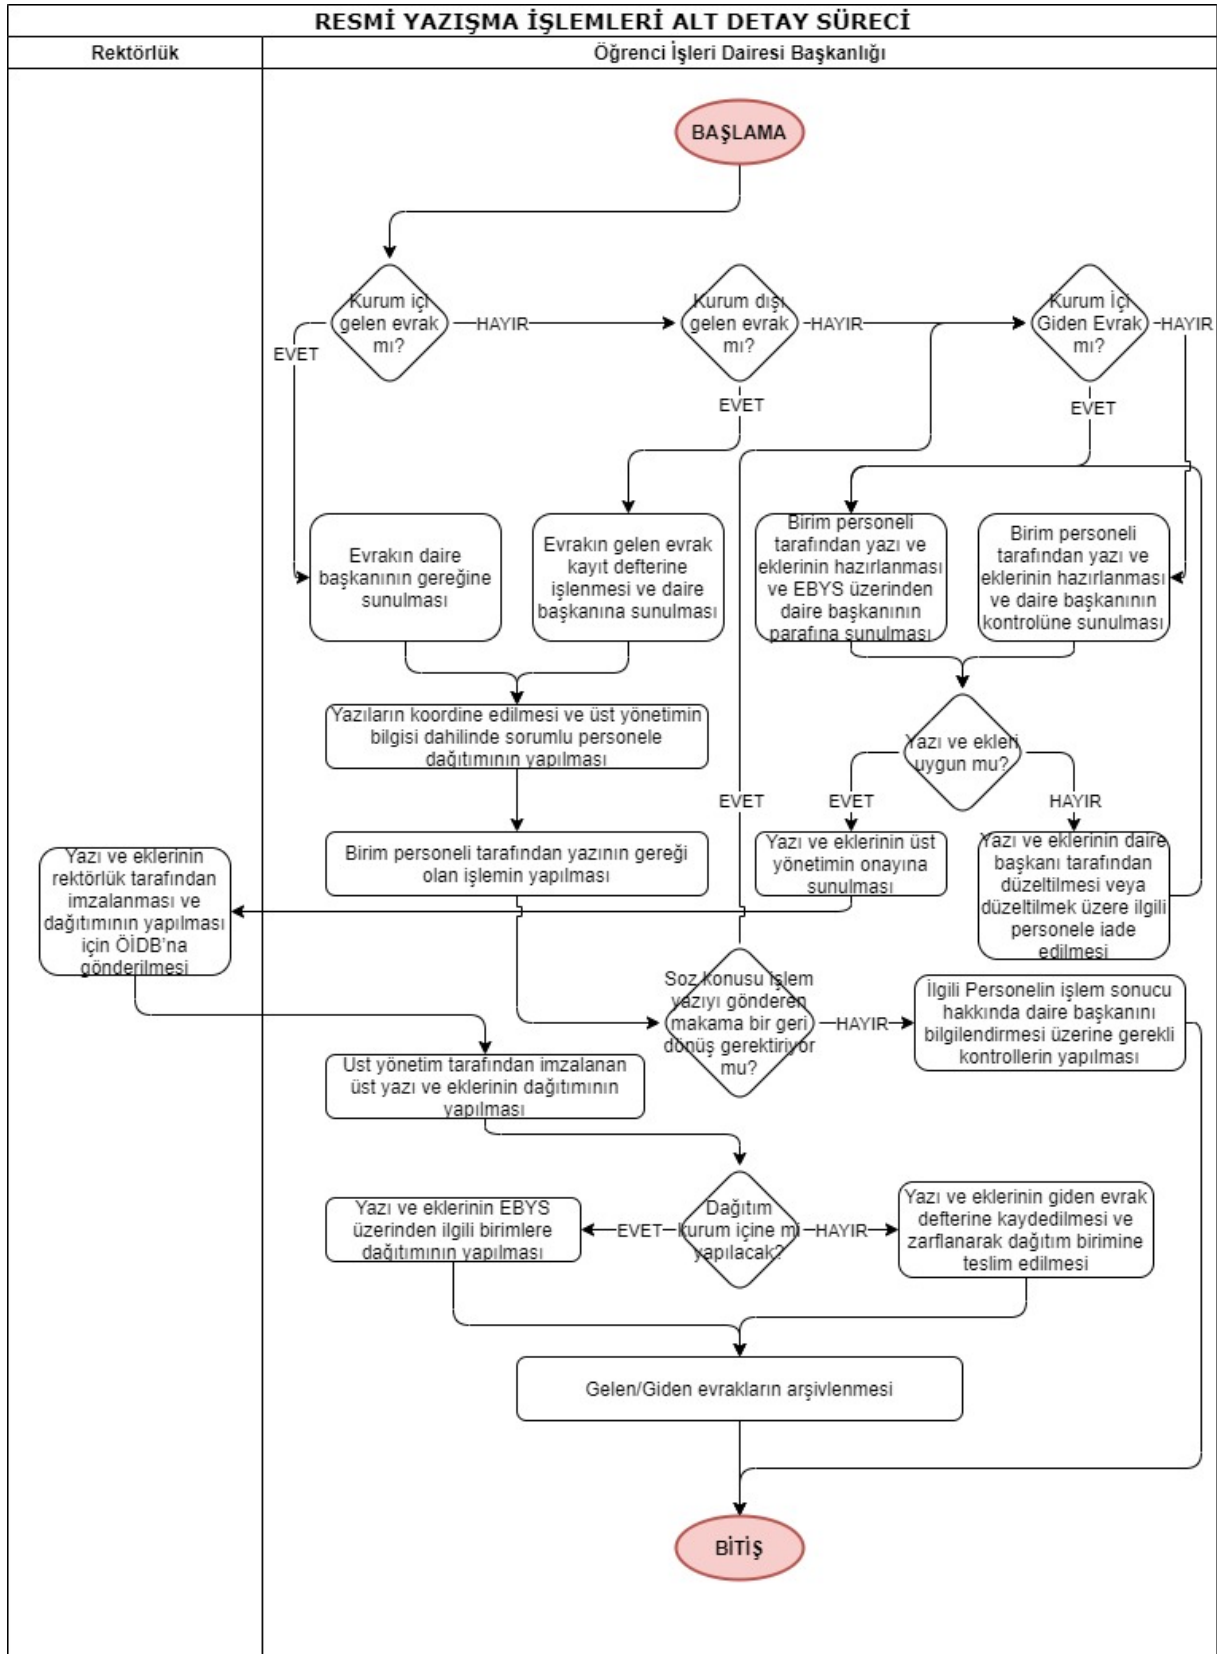 RESMİ YAZIŞMA İŞLEMLERİ ALT DETAY SÜRECİ
Rektörlük
Öğrenci İşleri Dairesi Başkanlığı
BAŞLAMA
Kurum içi
gelen evrak
mı?
HAYIR
Kurum dışı
gelen evrak
mı?
HAYIR
Kurum İçi
Giden Evrak
mı?
HAYIR
EVET
EVET
EVET
Evrakın daire
başkanının gereğine
sunulması
Evrakın gelen evrak
kayıt defterine
işlenmesi ve daire
başkanına sunulması
Birim personeli
tarafından yazı ve
eklerinin hazırlanması
ve EBYS üzerinden
daire başkanının
parafına sunulması
Birim personeli
tarafından yazı ve
eklerinin hazırlanması
ve daire başkanının
kontrolüne sunulması
Yazıların koordine edilmesi ve üst yönetimin
bilgisi dahilinde sorumlu personele
dağıtımının yapılması
Yazı ve ekleri
uygun mu?
EVET
EVET
HAYIR
Birim personeli tarafından yazının gereği
olan işlemin yapılması
Yazı ve eklerinin üst
yönetimin onayına
sunulması
Yazı ve eklerinin daire
başkanı tarafından
düzeltilmesi veya
düzeltilmek üzere ilgili
personele iade
edilmesi
Yazı ve eklerinin
rektörlük tarafından
imzalanması ve
dağıtımının yapılması
için ÖİDB'na
gönderilmesi
Soz konusu işlem
yazıyı gönderen
makama bir geri
dönüş gerektiriyor
mu?
HAYIR
İlgili Personelin işlem sonucu
hakkında daire başkanını
bilgilendirmesi üzerine gerekli
kontrollerin yapılması
Ust yönetim tarafından imzalanan
üst yazı ve eklerinin dağıtımının
yapılması
Yazı ve eklerinin EBYS
üzerinden ilgili birimlere
dağıtımının yapılması
EVET
Dağıtım
kurum içine mi
yapılacak?
HAYIR
Yazı ve eklerinin giden evrak
defterine kaydedilmesi ve
zarflanarak dağıtım birimine
teslim edilmesi
Gelen/Giden evrakların arşivlenmesi
BİTİŞ